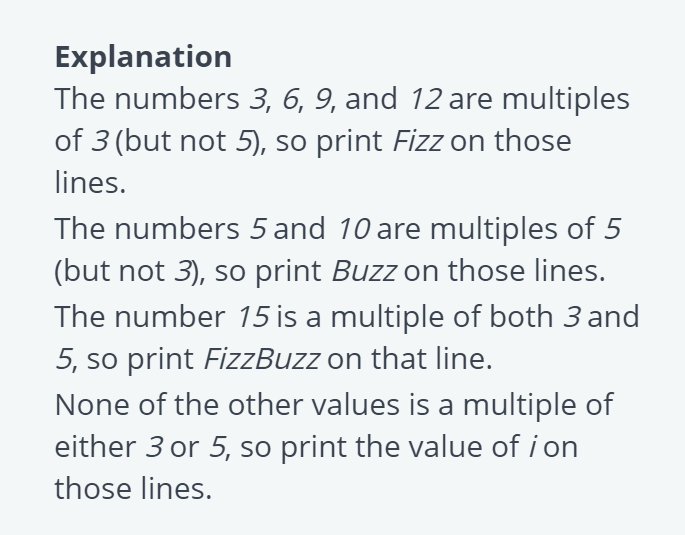 Explanation
The numbers 3, 6, 9, and 12 are multiples
of 3 (but not 5), so print Fizz on those
lines.
The numbers 5 and 10 are multiples of 5
(but not 3), so print Buzz on those lines.
The number 15 is a multiple of both 3 and
5, so print FizzBuzz on that line.
None of the other values is a multiple of
either 3 or 5, so print the value of i on
those lines.